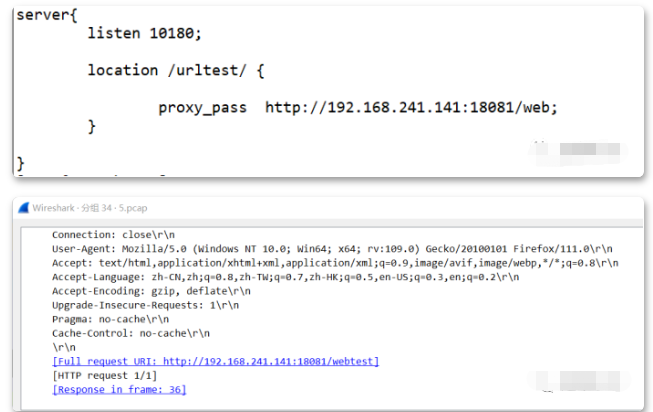 server{
listen 10180;
location /urltest/ {
proxy_pass http://192.168.241.141:18081/web;
}
}
Wireshark · 分组 34 · 5.pcap
Connection: close\r\n
User-Agent: Mozilla/5.0 (Windows NT 10.0; Win64; x64; rv:109.0) Gecko/20100101 Firefox/111.0\r\n
Accept: text/html,application/xhtml+xml,application/xml;q=0.9,image/avif,image/webp,*/*;q=0.8\r\n
Accept-Language: zh-CN,zh;q=0.8,zh-TW;q=0.7,zh-HK;q=0.5,en-US;q=0.3,en;q=0.2\r\n
Accept-Encoding: gzip, deflate\r\n
Upgrade-Insecure-Requests: 1\r\n
Pragma: no-cache\r\n
Cache-Control: no-cache\r\n
\r\n
[Full request URI: http://192.168.241.141:18081/webtest]
[HTTP request 1/1]
[Response in frame: 36]